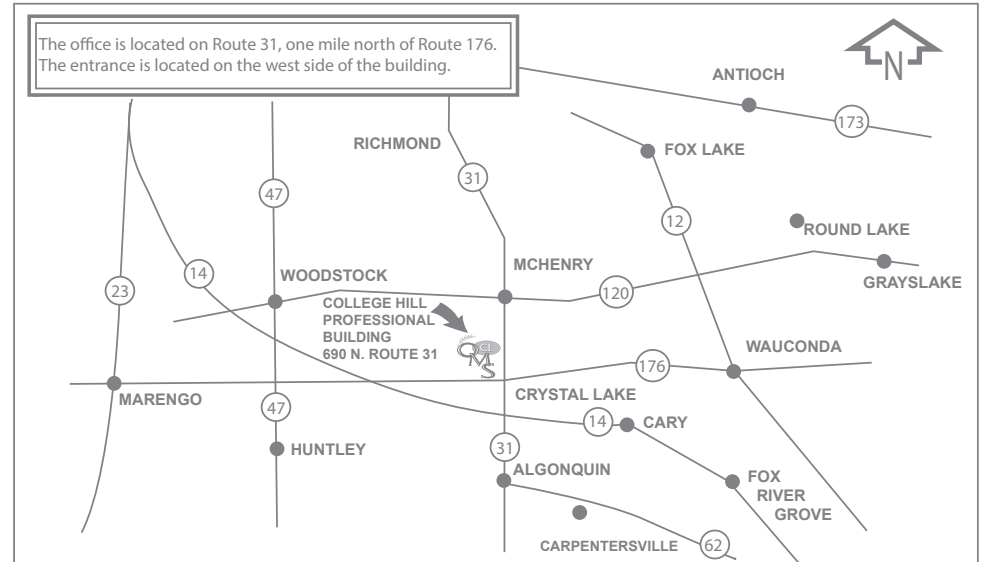 The office is located on Route 31, one mile north of Route 176.
The entrance is located on the west side of the building.
N
ANTIOCH
173
RICHMOND
FOX LAKE
31
47
12
ROUND LAKE
14
WOODSTOCK
MCHENRY
GRAYSLAKE
23
120
COLLEGE HILL
PROFESSIONAL
BUILDING
690 N. ROUTE 31
OMS
WAUCONDA
176
MARENGO
CRYSTAL LAKE
47
14
CARY
HUNTLEY
31
ALGONQUIN
FOX
RIVER
GROVE
CARPENTERSVILLE
62